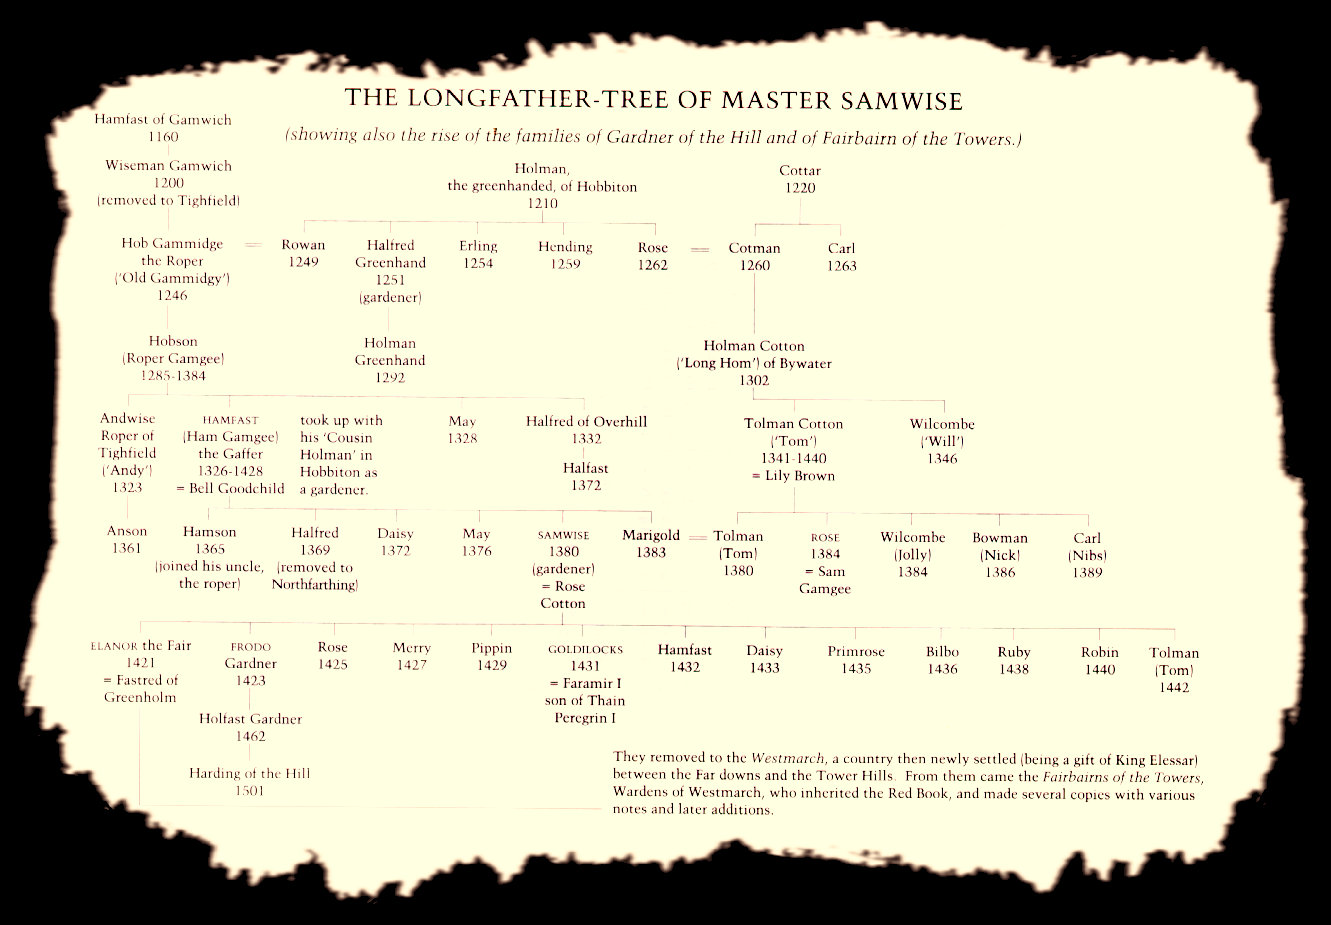 THE LONGFATHER-TREE OF MASTER SAMWISE
(showing also the rise of the families of Gardner of the Hill and of Fairbairn of the Towers.)
Hamfast of Gamwich
1160
Wiseman Gamwich
1200
(removed to Tighfield)
Holman,
the greenhanded, of Hobbiton
1210
Cottar
1220
Hob Gammidge
the Roper
('Old Gammidgy')
1246
=
Rowan
1249
Halfred
Greenhand
1251
(gardener)
Erling
1254
Hending
1259
Rose
1262
=
Cotman
1260
Carl
1263
Hobson
(Roper Gamgee)
1285-1384
Holman
Greenhand
1292
Holman Cotton
('Long Hom') of Bywater
1302
Andwise
Roper of
Tighfield
('Andy')
1323
HAMFAST
(Ham Gamgee)
the Gaffer
1326-1428
= Bell Goodchild
took up with
his 'Cousin
Holman' in
Hobbiton as
a gardener.
May
1328
Halfred of Overhill
1332
Halfast
1372
Tolman Cotton
('Tom')
1341-1440
= Lily Brown
Wilcombe
('Will')
1346
Anson
1361
Hamson
1365
(joined his uncle,
the roper)
Halfred
1369
(removed to
Northfarthing)
Daisy
1372
May
1376
SAMWISE
1380
(gardener)
= Rose
Cotton
Marigold
1383
=
Tolman
(Tom)
1380
ROSE
1384
= Sam
Gamgee
Wilcombe
(Jolly)
1384
Bowman
(Nick)
1386
Carl
(Nibs)
1389
ELANOR the Fair
1421
= Fastred of
Greenholm
FRODO
Gardner
1423
Holfast Gardner
1462
Harding of the Hill
1501
Rose
1425
Merry
1427
Pippin
1429
GOLDILOCKS
1431
= Faramir I
son of Thain
Peregrin I
Hamfast
1432
Daisy
1433
Primrose
1435
Bilbo
1436
Ruby
1438
Robin
1440
Tolman
(Tom)
1442
They removed to the Westmarch, a country then newly settled (being a gift of King Elessar)
between the Far downs and the Tower Hills. From them came the Fairbairns of the Towers,
Wardens of Westmarch, who inherited the Red Book, and made several copies with various
notes and later additions.